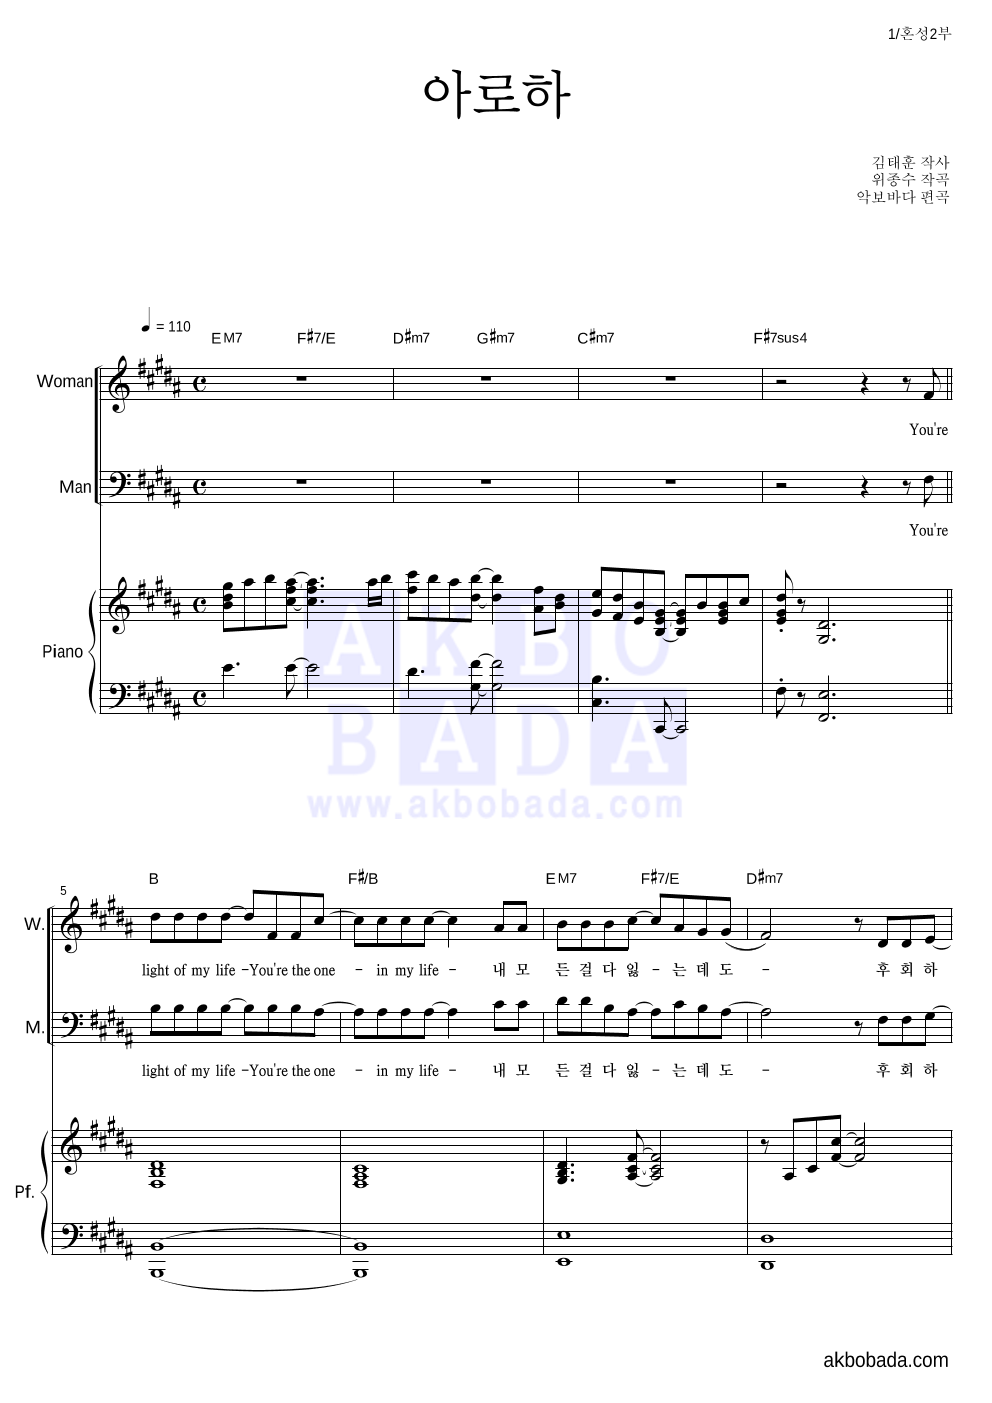 1/혼성2부
아로하
김태훈 작사
위종수 작곡
악보바다 편곡
= 110
EM7 F#7/E D#m7 G#m7 C#m7 F#7sus4
Woman
You're
Man
You're
Piano
AKBO
BADA
www.akbobada.com
5
B F#/B EM7 F#7/E D#m7
W.
light of my life -You're the one - in my life - 내 모 든 걸 다 잃 - 는 데 도 - 후 회 하
M.
light of my life -You're the one - in my life - 내 모 든 걸 다 잃 - 는 데 도 - 후 회 하
Pf.
akbobada.com